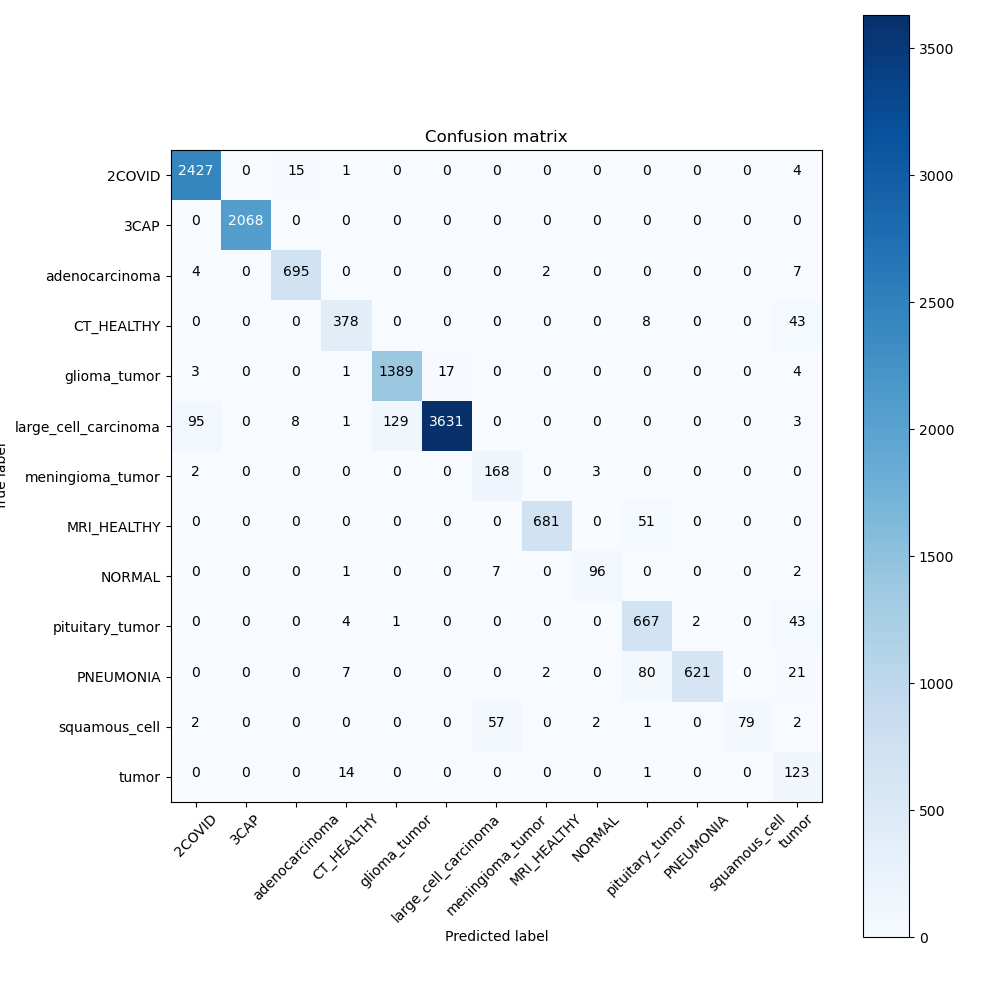 Confusion matrix
2COVID 2427 0 15 1 0 0 0 0 0 0 0 0 4
3CAP 0 2068 0 0 0 0 0 0 0 0 0 0 0
adenocarcinoma 4 0 695 0 0 0 0 2 0 0 0 0 7
CT_HEALTHY 0 0 0 378 0 0 0 0 0 8 0 0 43
glioma_tumor 3 0 0 1 1389 17 0 0 0 0 0 0 4
large_cell_carcinoma 95 0 8 1 129 3631 0 0 0 0 0 0 3
meningioma_tumor 2 0 0 0 0 0 168 0 3 0 0 0 0
MRI_HEALTHY 0 0 0 0 0 0 0 681 0 51 0 0 0
NORMAL 0 0 0 1 0 0 7 0 96 0 0 0 2
pituitary_tumor 0 0 0 4 1 0 0 0 0 667 2 0 43
PNEUMONIA 0 0 0 7 0 0 0 2 0 80 621 0 21
squamous_cell 2 0 0 0 0 0 57 0 2 1 0 79 2
tumor 0 0 0 14 0 0 0 0 0 1 0 0 123
2COVID 3CAP adenocarcinoma CT_HEALTHY glioma_tumor large_cell_carcinoma meningioma_tumor MRI_HEALTHY NORMAL pituitary_tumor PNEUMONIA squamous_cell tumor
Predicted label
3500
3000
2500
2000
1500
1000
500
0